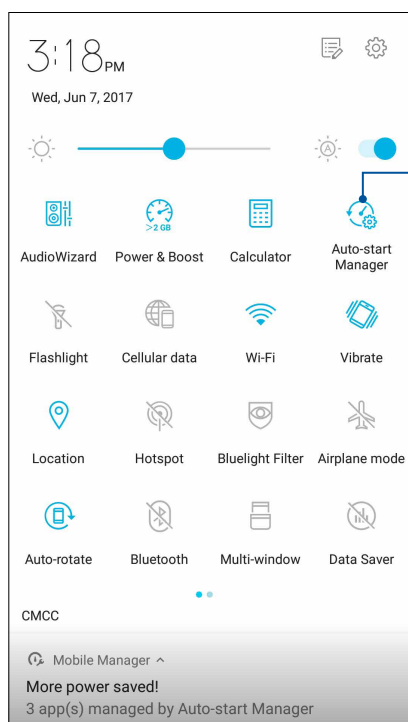 3:18 PM
Wed, Jun 7, 2017
A
>2 GB
AudioWizard Power & Boost Calculator Auto-start Manager
Flashlight Cellular data Wi-Fi Vibrate
Location Hotspot Bluelight Filter Airplane mode
Auto-rotate Bluetooth Multi-window Data Saver
CMCC
Mobile Manager
More power saved!
3 app(s) managed by Auto-start Manager